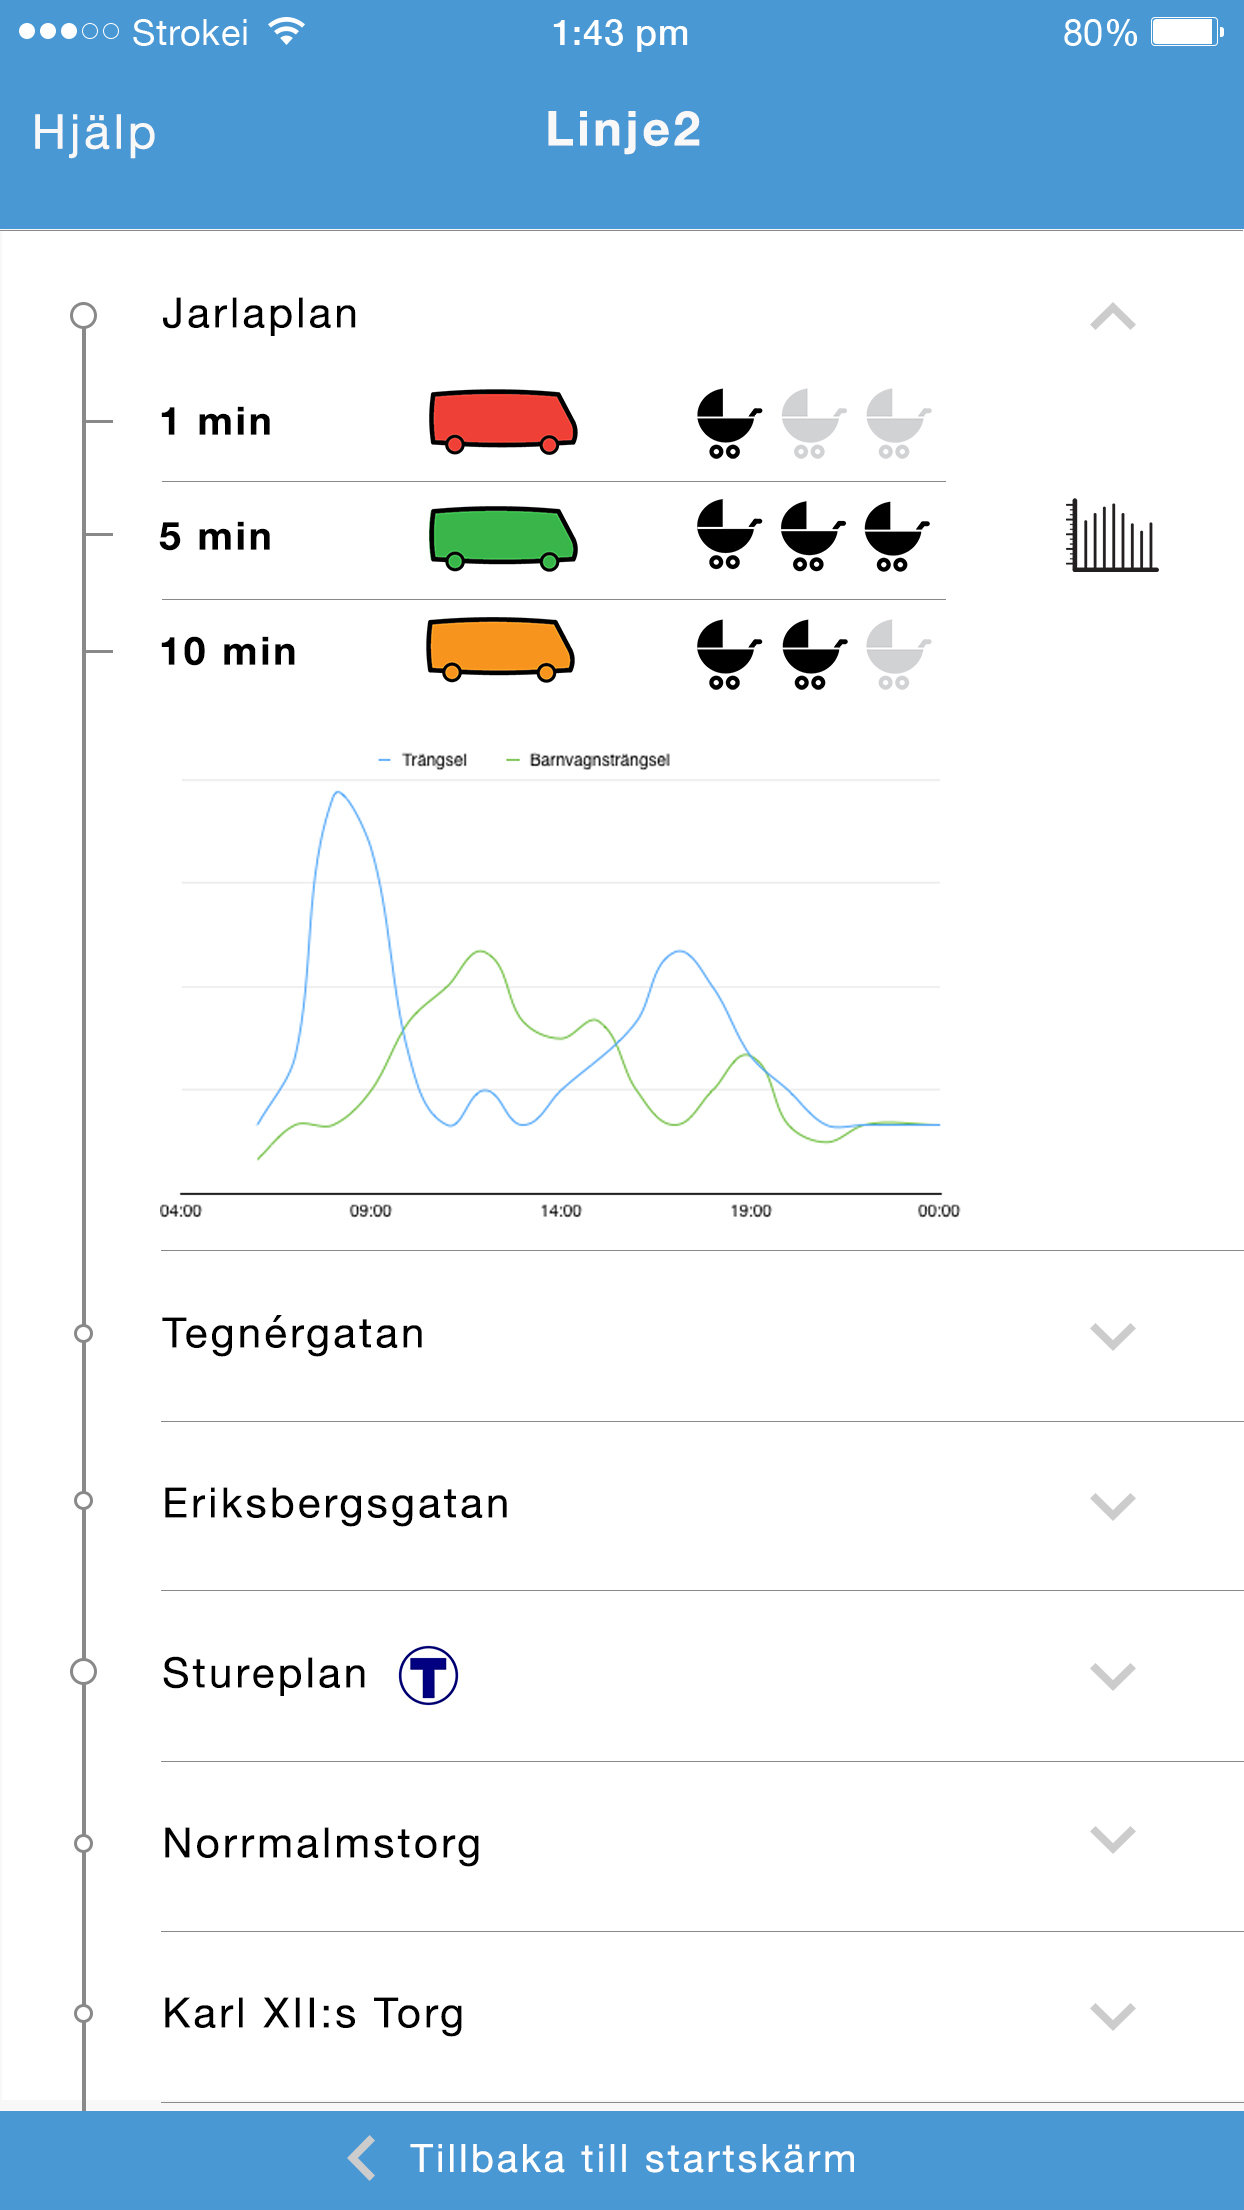 Strokei 1:43 pm 80%
Hjälp Linje2
Jarlaplan
1 min
5 min
10 min
Trängsel Barnvagnsträngsel
04:00 09:00 14:00 19:00 00:00
Tegnérgatan
Eriksbergsgatan
Stureplan T
Norrmalmstorg
Karl XII:s Torg
Tillbaka till startskärm